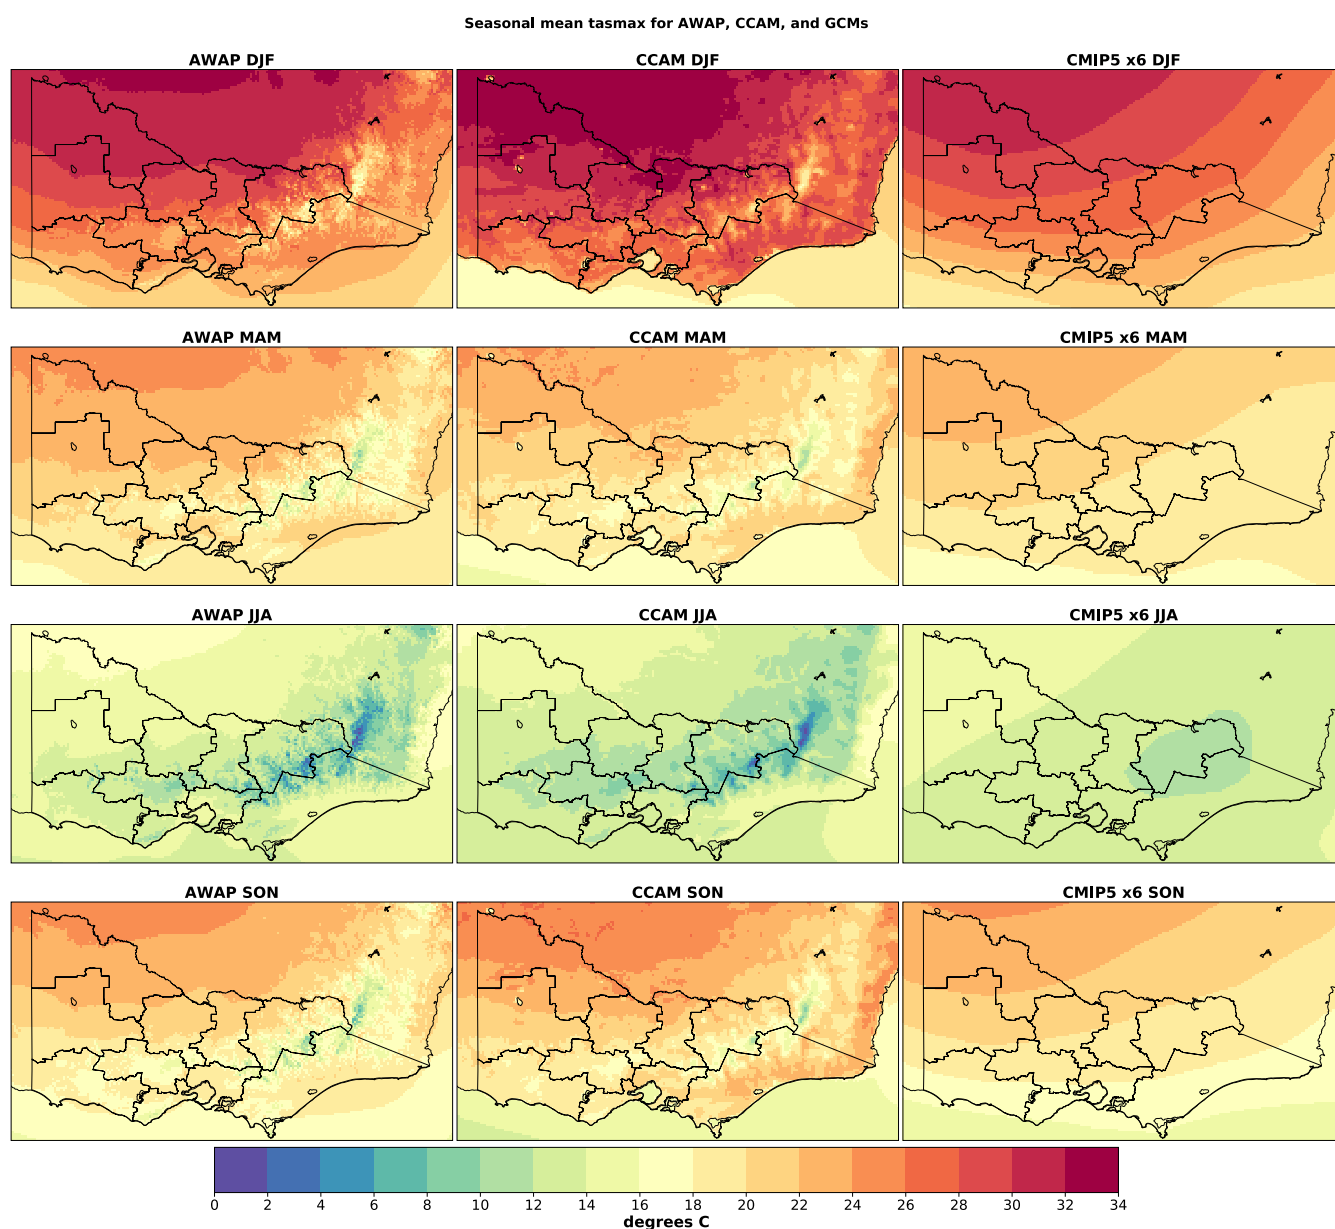 Seasonal mean tasmax for AWAP, CCAM, and GCMs
AWAP DJF
CCAM DJF
CMIP5 x6 DJF
AWAP MAM
CCAM MAM
CMIP5 x6 MAM
AWAP JJA
CCAM JJA
CMIP5 x6 JJA
AWAP SON
CCAM SON
CMIP5 x6 SON
0 2 4 6 8 10 12 14 16 18 20 22 24 26 28 30 32 34
degrees C